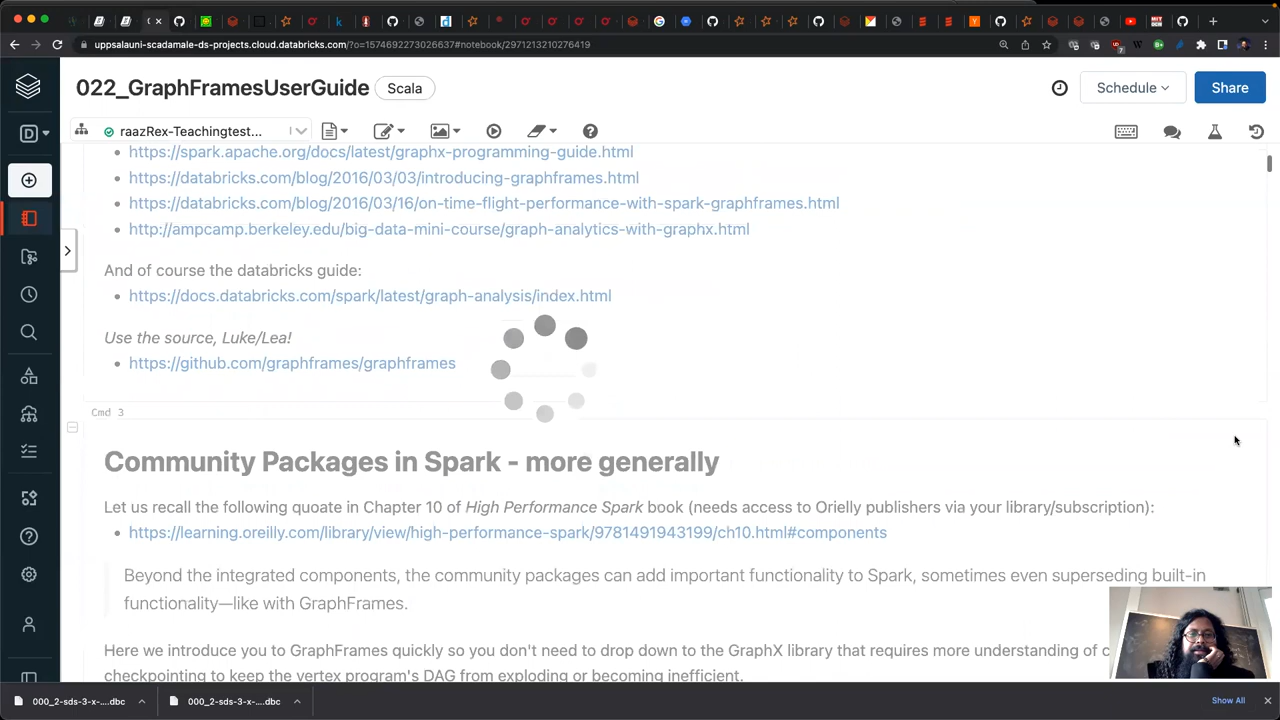 uppsalauni-scadamale-ds-projects.cloud.databricks.com/?o=1574692273026637#notebook/2971213210276419
022_GraphFramesUserGuide
Scala
Schedule
Share
raazRex-Teachingtest...
https://spark.apache.org/docs/latest/graphx-programming-guide.html
https://databricks.com/blog/2016/03/03/introducing-graphframes.html
https://databricks.com/blog/2016/03/16/on-time-flight-performance-with-spark-graphframes.html
http://ampcamp.berkeley.edu/big-data-mini-course/graph-analytics-with-graphx.html
And of course the databricks guide:
https://docs.databricks.com/spark/latest/graph-analysis/index.html
Use the source, Luke/Lea!
https://github.com/graphframes/graphframes
Cmd 3
Community Packages in Spark - more generally
Let us recall the following quoate in Chapter 10 of High Performance Spark book (needs access to Orielly publishers via your library/subscription):
https://learning.oreilly.com/library/view/high-performance-spark/9781491943199/ch10.html#components
Beyond the integrated components, the community packages can add important functionality to Spark, sometimes even superseding built-in
functionality—like with GraphFrames.
Here we introduce you to GraphFrames quickly so you don't need to drop down to the GraphX library that requires more understanding of
checkpointing to keep the vertex program's DAG from exploding or becoming inefficient.
000_2-sds-3-x-....dbc
000_2-sds-3-x-....dbc
Show All